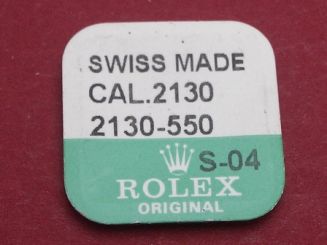 SWISS MADE
CAL.2130
2130-550
S-04
ROLEX
ORIGINAL